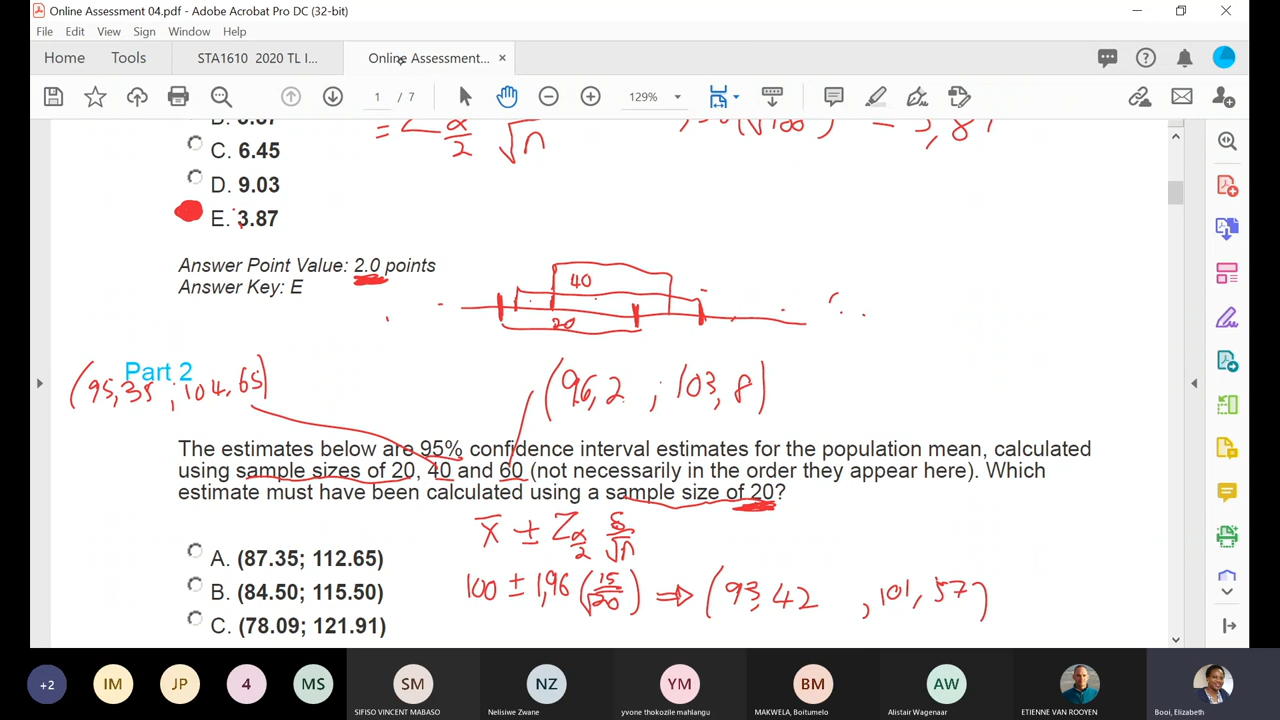 Online Assessment 04.pdf - Adobe Acrobat Pro DC (32-bit)
File Edit View Sign Window Help
Home Tools STA1610 2020 TL I... Online Assessment... ×
1 / 7 129%
C. 6.45
= Z α/2 √n
D. 9.03
E. 3.87
Answer Point Value: 2.0 points
Answer Key: E
40
20
Part 2
(95,35 ; 104,65)
(96,2 ; 103,8)
The estimates below are 95% confidence interval estimates for the population mean, calculated
using sample sizes of 20, 40 and 60 (not necessarily in the order they appear here). Which
estimate must have been calculated using a sample size of 20?
x̄ ± Z α/2 δ/√n
A. (87.35; 112.65)
100 ± 1,96 (15/√20) ⇒ (93,42 , 101,57)
B. (84.50; 115.50)
C. (78.09; 121.91)
+2 IM JP 4 MS SM NZ YM BM AW
SIFISO VINCENT MABASO Nelisiwe Zwane yvone thokozile mahlangu MAKWELA, Boitumelo Alistair Wagenaar ETIENNE VAN ROOYEN Booi, Elizabeth